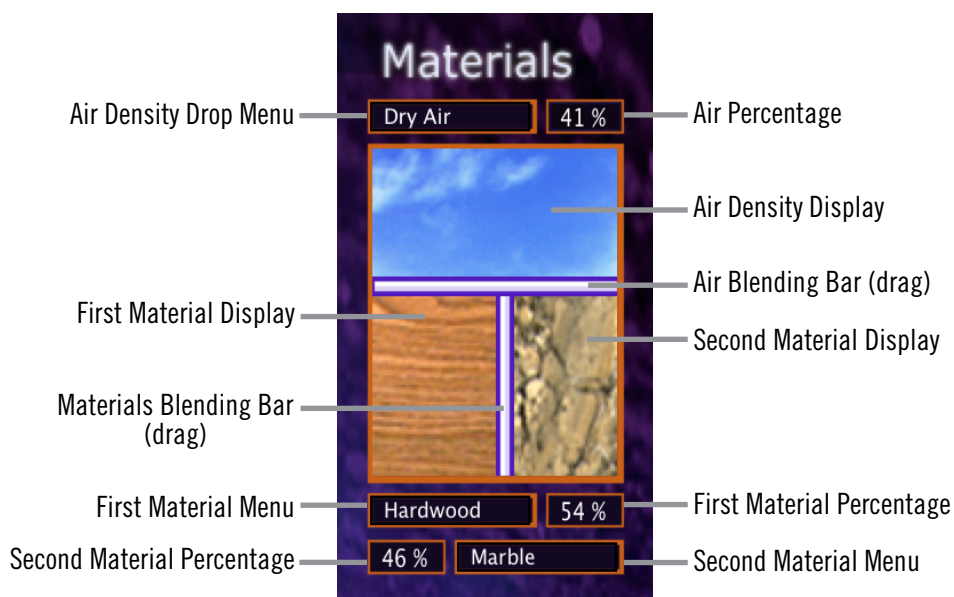 Materials
Air Density Drop Menu
Dry Air
41 %
Air Percentage
Air Density Display
Air Blending Bar (drag)
First Material Display
Second Material Display
Materials Blending Bar
(drag)
First Material Menu
Hardwood
54 %
First Material Percentage
Second Material Percentage
46 %
Marble
Second Material Menu